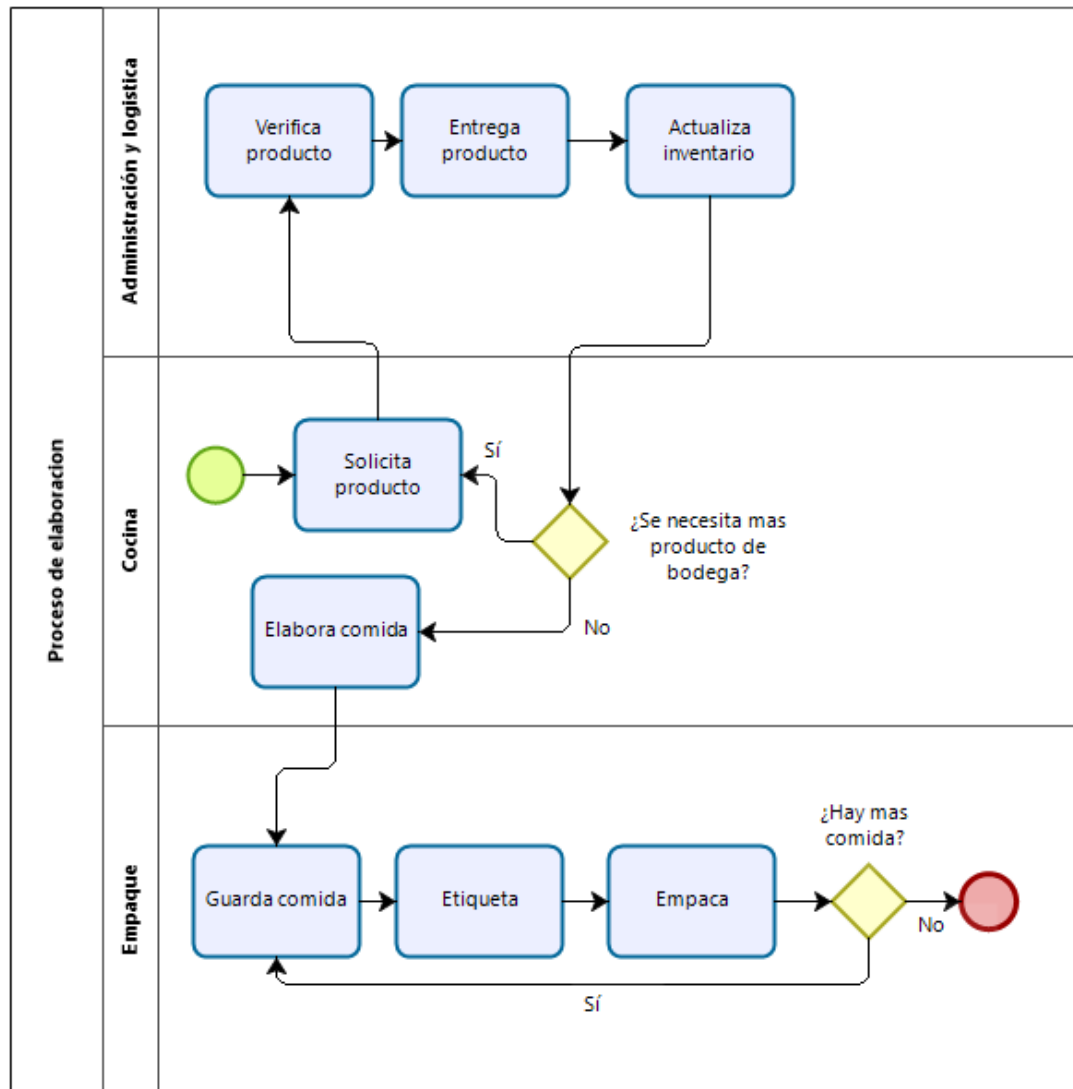 Proceso de elaboracion
Administración y logistica
Verifica
producto
Entrega
producto
Actualiza
inventario
Cocina
Solicita
producto
Sí
¿Se necesita mas
producto de
bodega?
No
Elabora comida
Empaque
Guarda comida
Etiqueta
Empaca
¿Hay mas
comida?
No
Sí